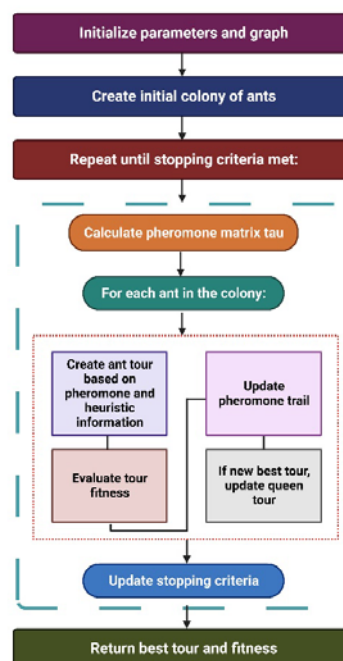 Initialize parameters and graph
Create initial colony of ants
Repeat until stopping criteria met:
Calculate pheromone matrix tau
For each ant in the colony:
Create ant tour
based on
pheromone and
heuristic
information
Evaluate tour
fitness
Update
pheromone trail
If new best tour,
update queen
tour
Update stopping criteria
Return best tour and fitness